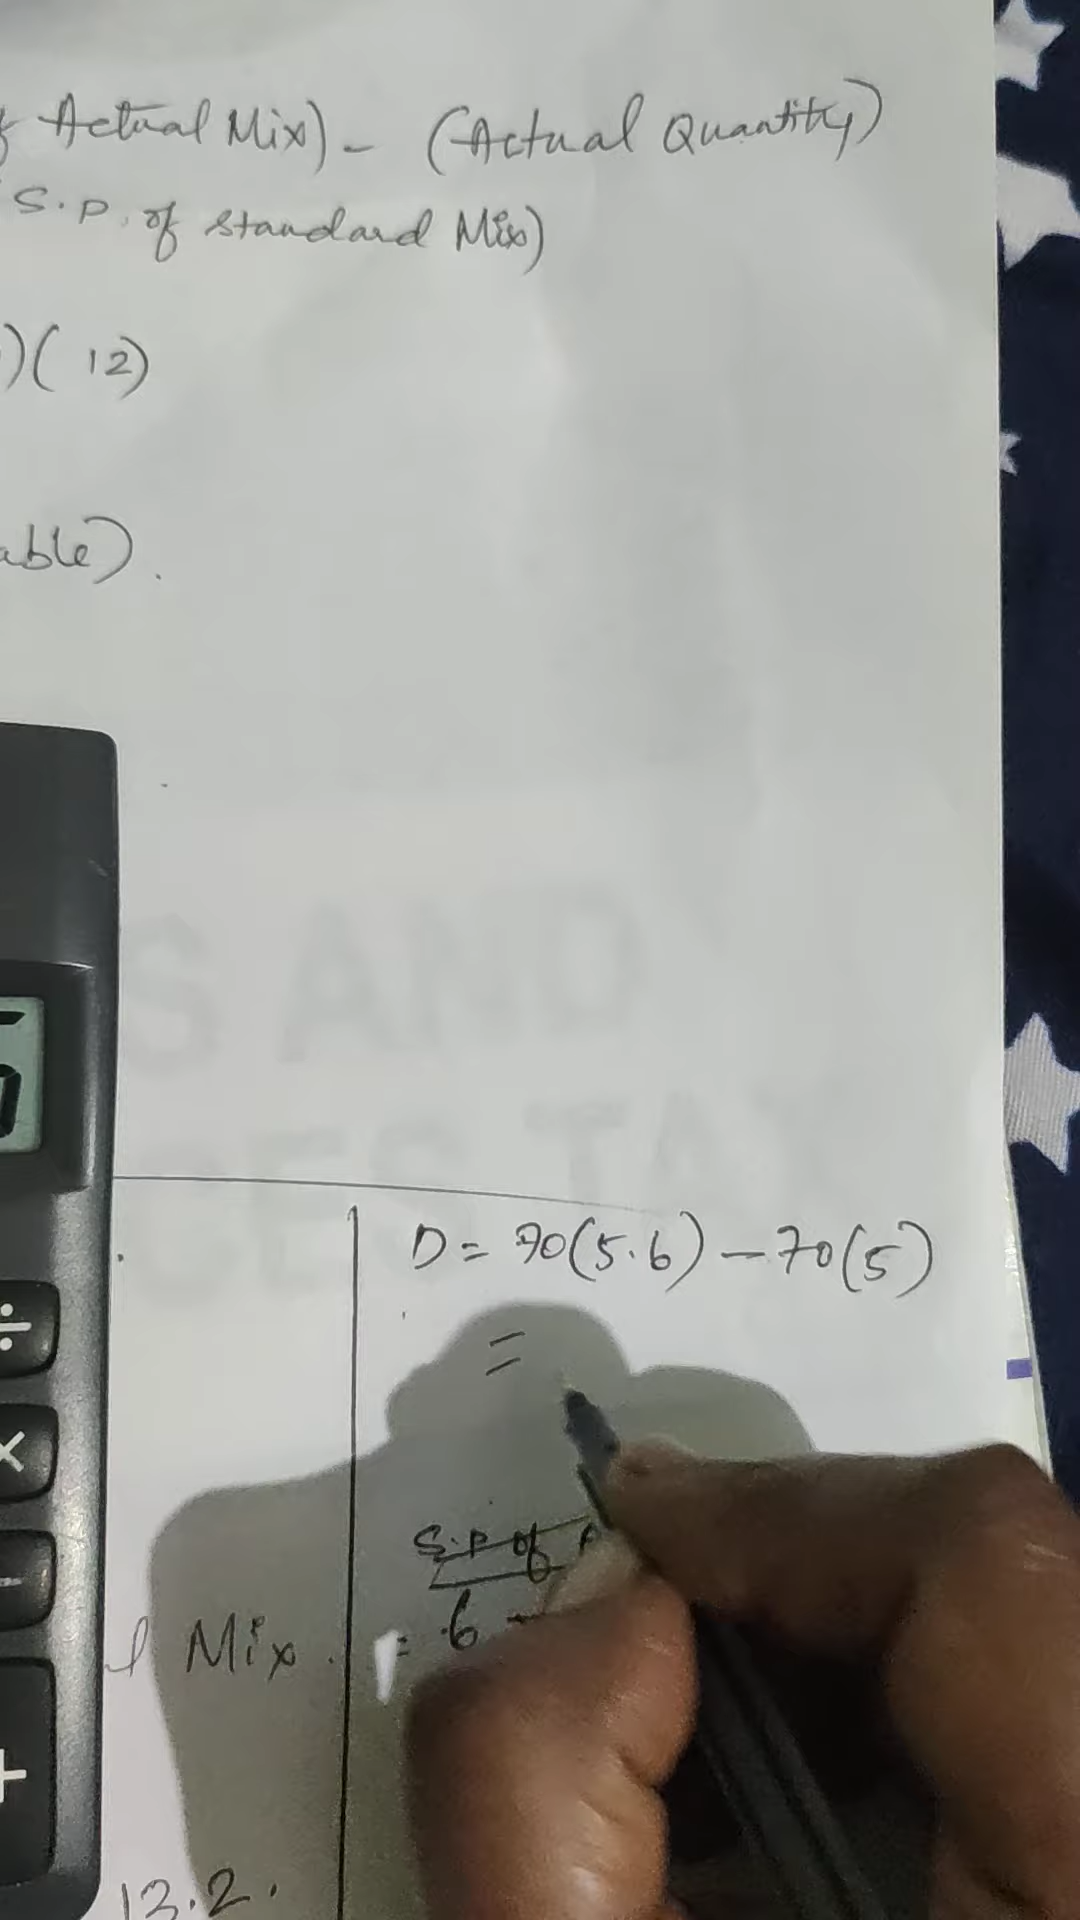 Actual Mix) - (Actual Quantity)
S.P. of standard Mix)
)( 12)
able).
D = 70(5.6) - 70(5)
=
÷
S.P of
×
6 -
-
Mix.
+
13.2.